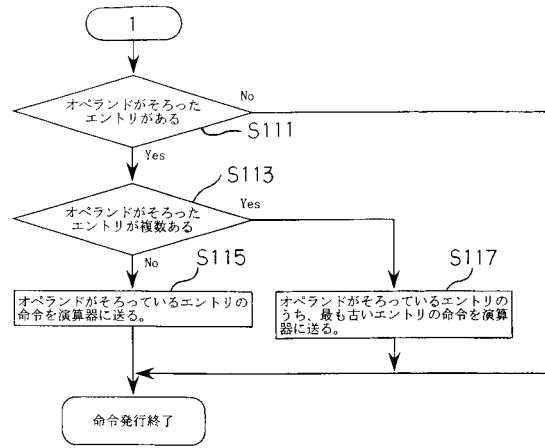 1
オペランドがそろった
エントリがある
No
S111
Yes
S113
オペランドがそろった
エントリが複数ある
Yes
No
S115
S117
オペランドがそろっているエントリの
命令を演算器に送る。
オペランドがそろっているエントリの
うち、最も古いエントリの命令を演算
器に送る。
命令発行終了